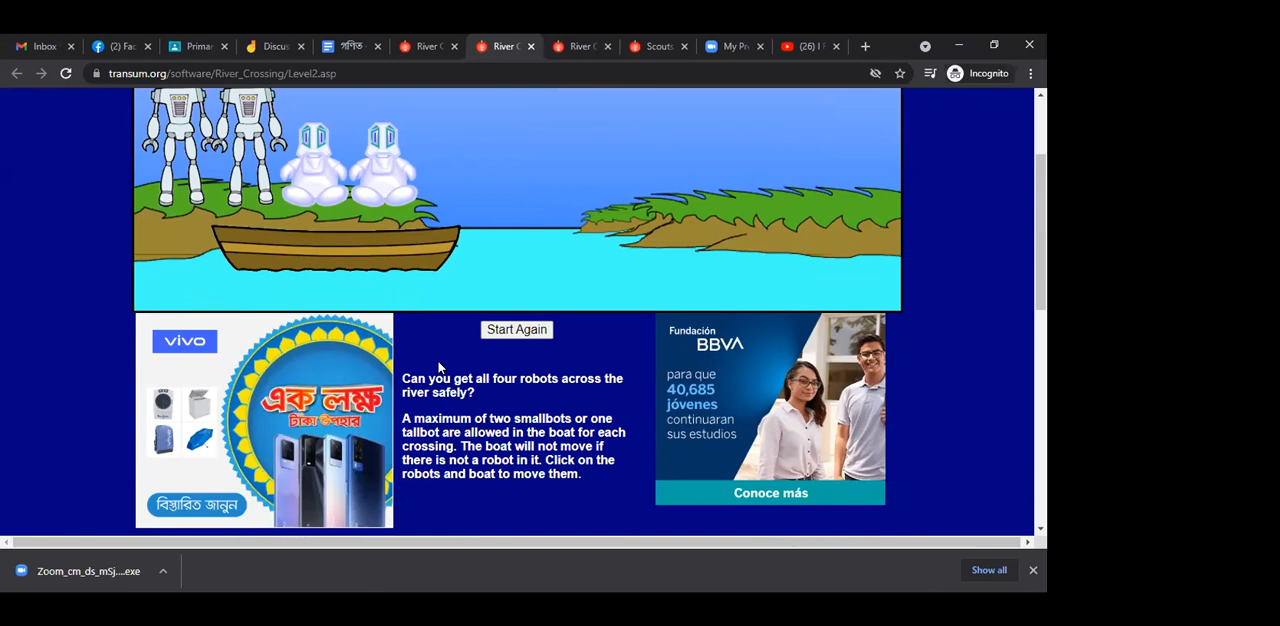 Inbox
(2) Fac
Primar
Discus
গণিত
River C
River C
River C
Scouts
My Pr
(26) I F
transum.org/software/River_Crossing/Level2.asp
Incognito
vivo
এক লক্ষ
টাকা উপহার
বিস্তারিত জানুন
Start Again
Can you get all four robots across the
river safely?
A maximum of two smallbots or one
tallbot are allowed in the boat for each
crossing. The boat will not move if
there is not a robot in it. Click on the
robots and boat to move them.
Fundación
BBVA
para que
40,685
jóvenes
continuaran
sus estudios
Conoce más
Zoom_cm_ds_mSj....exe
Show all